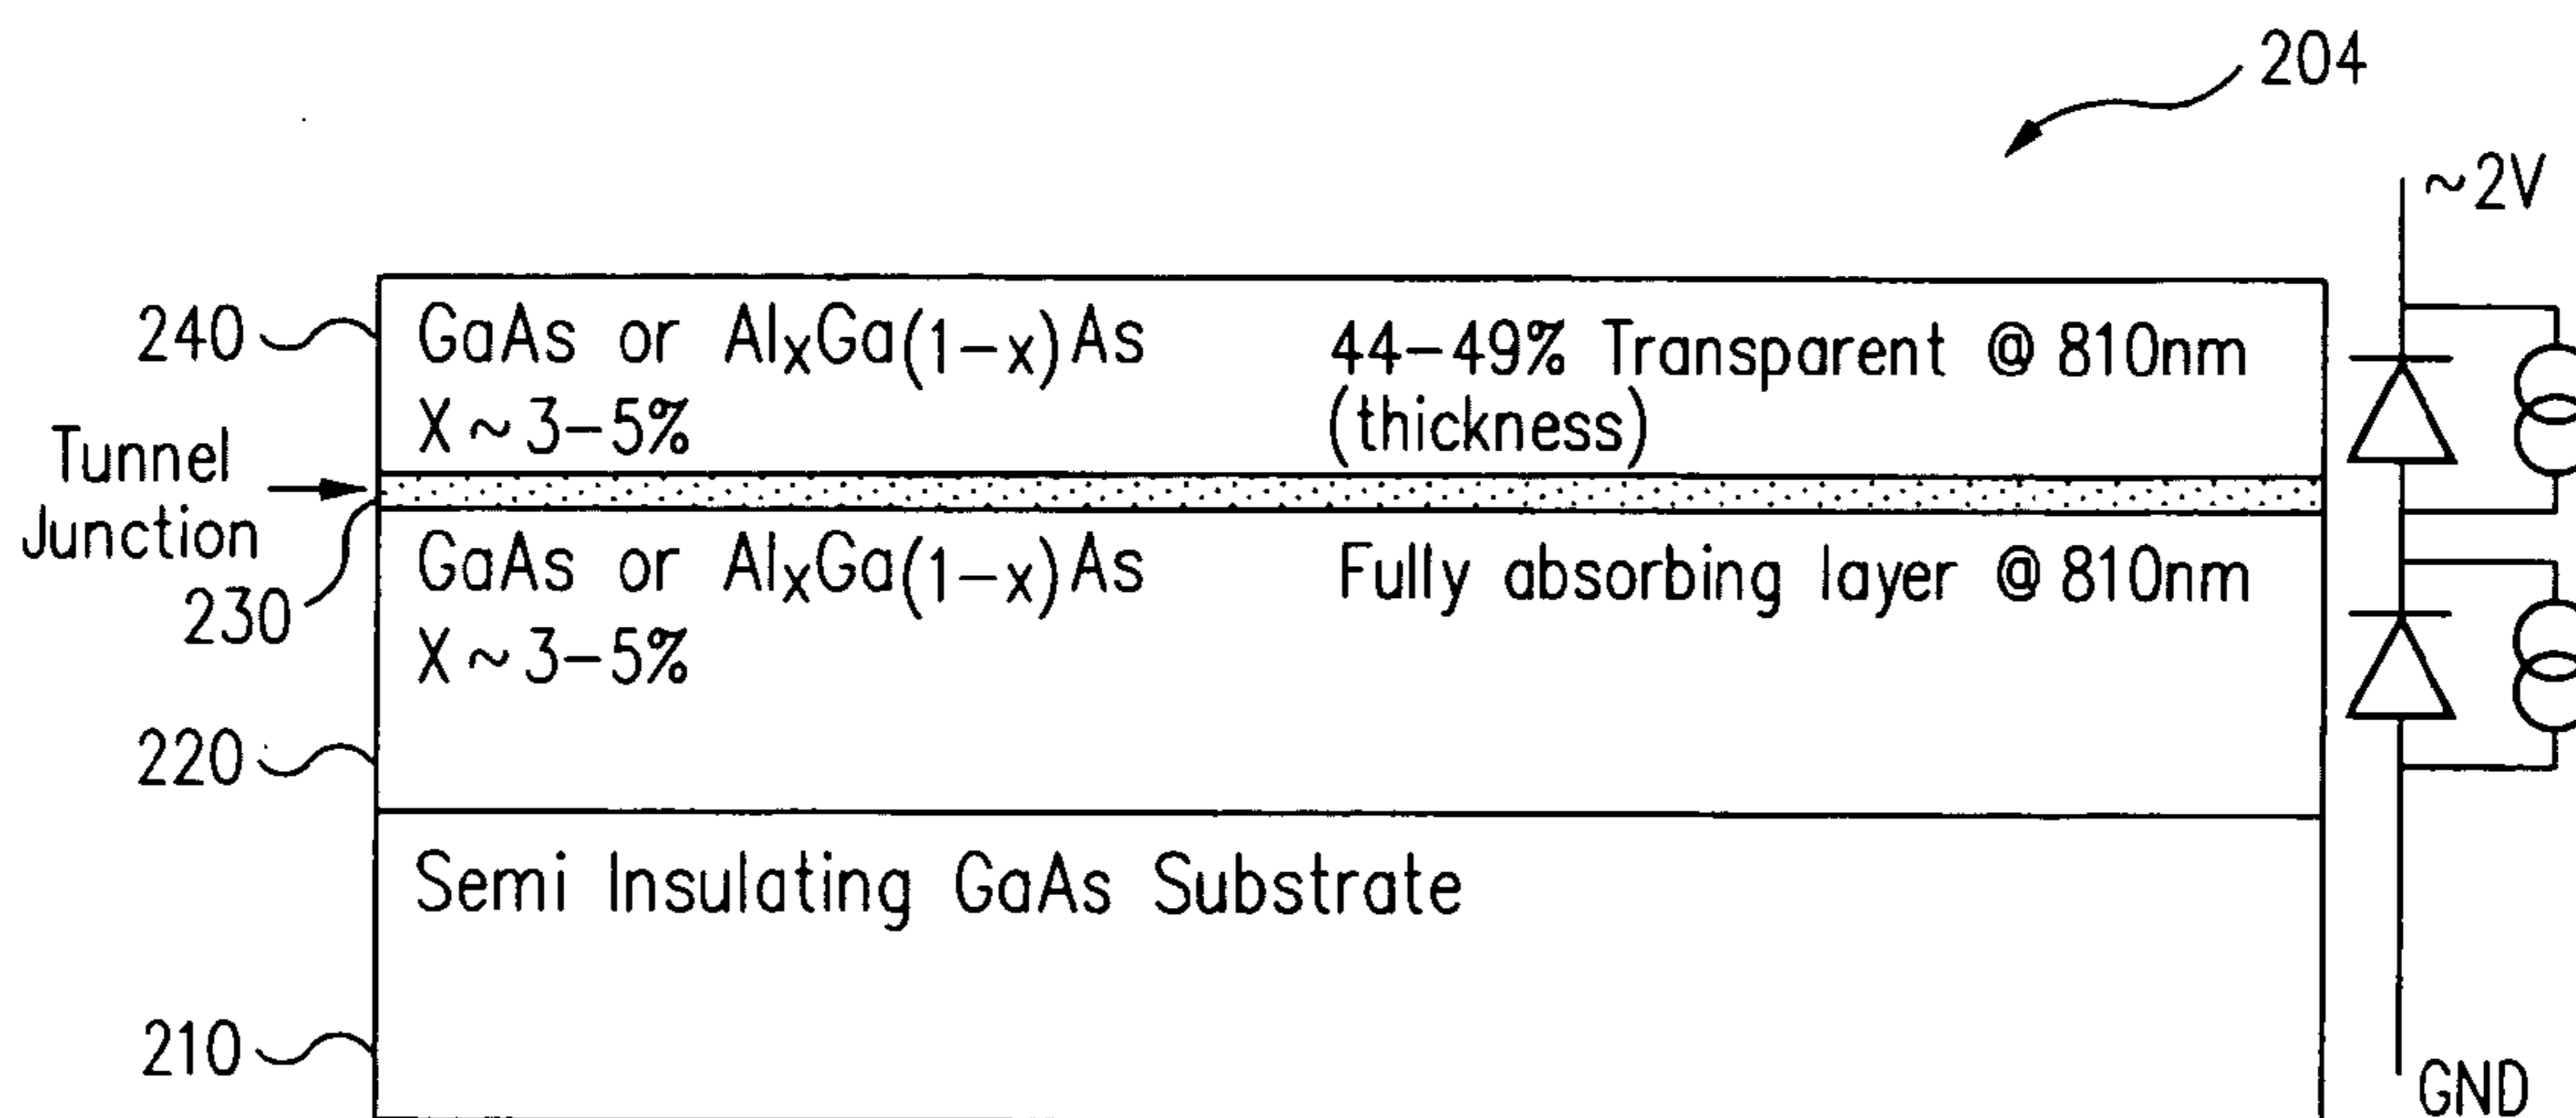 204
~2V
240
GaAs or AlxGa(1-x)As
44-49% Transparent @ 810nm
X ~ 3-5%
(thickness)
Tunnel
Junction
230
GaAs or AlxGa(1-x)As
Fully absorbing layer @ 810nm
X ~ 3-5%
220
Semi Insulating GaAs Substrate
210
GND